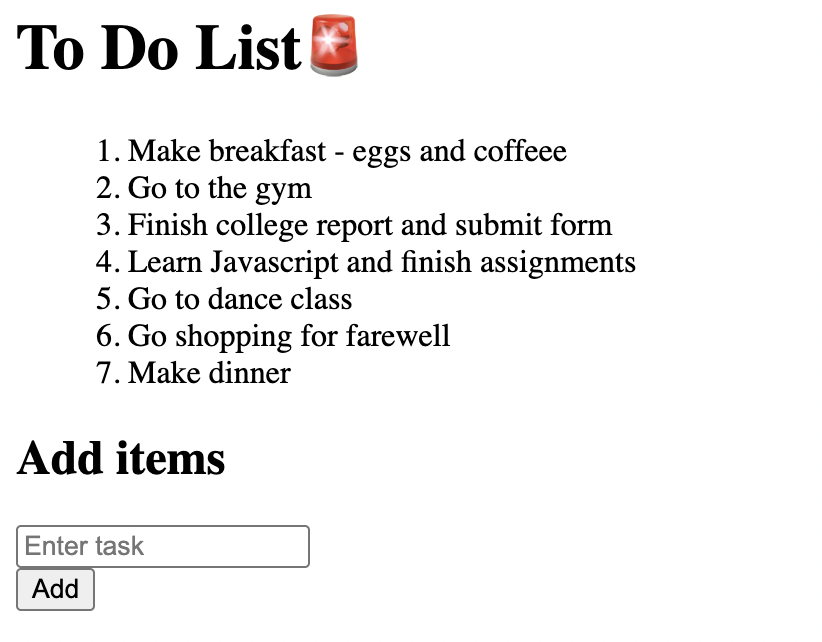 To Do List🚨
1. Make breakfast - eggs and coffeee
2. Go to the gym
3. Finish college report and submit form
4. Learn Javascript and finish assignments
5. Go to dance class
6. Go shopping for farewell
7. Make dinner
Add items
Enter task
Add